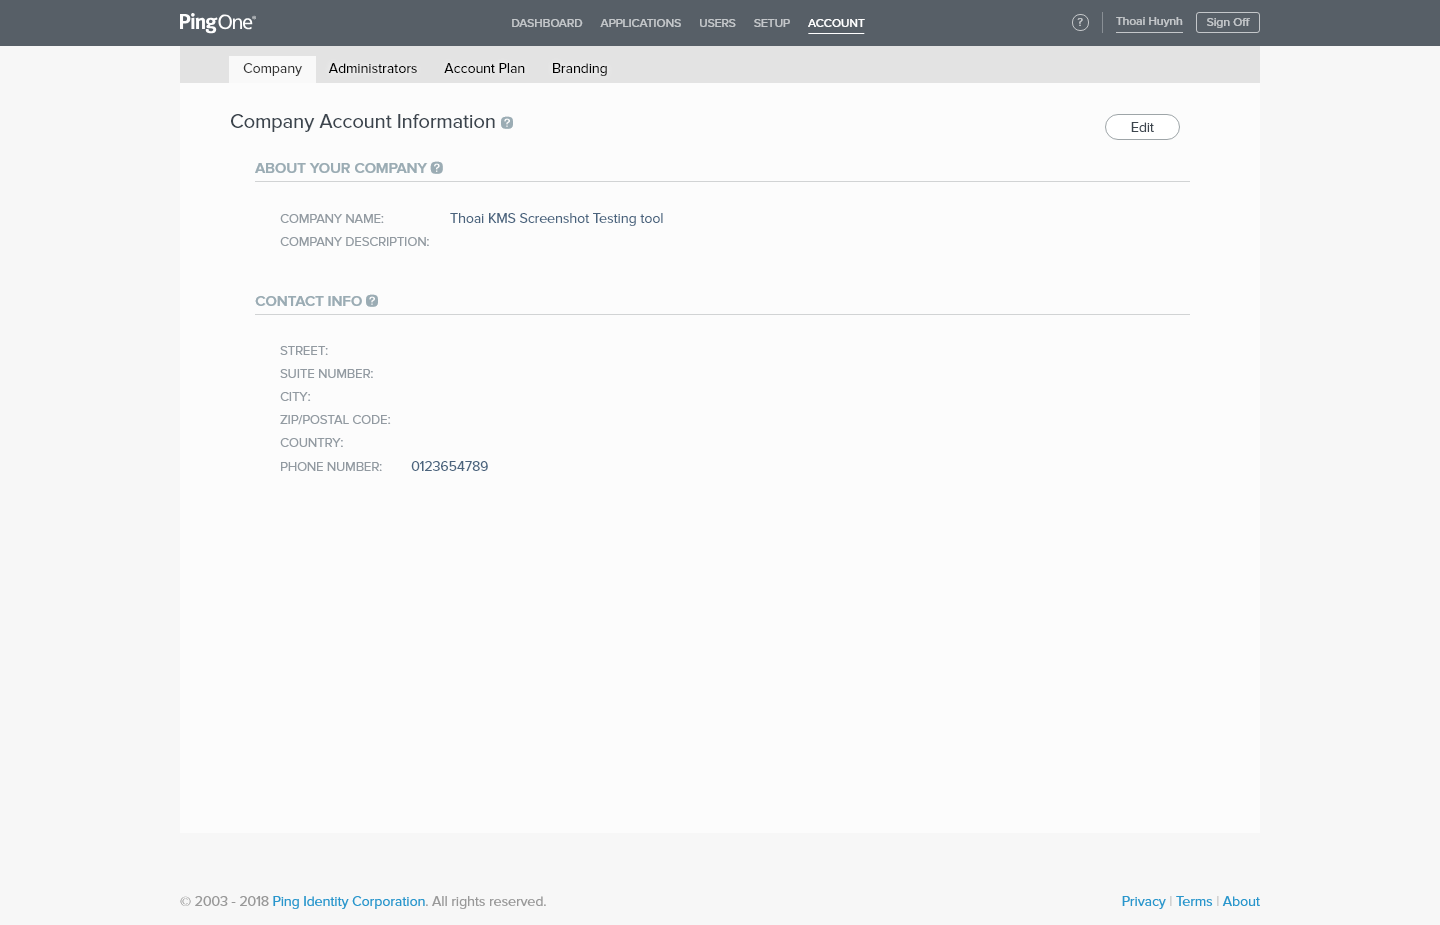 PingOne® DASHBOARD APPLICATIONS USERS SETUP ACCOUNT ? Thoai Huynh Sign Off
Company Administrators Account Plan Branding
Company Account Information ?
Edit
ABOUT YOUR COMPANY ?
COMPANY NAME: Thoai KMS Screenshot Testing tool
COMPANY DESCRIPTION:
CONTACT INFO ?
STREET:
SUITE NUMBER:
CITY:
ZIP/POSTAL CODE:
COUNTRY:
PHONE NUMBER: 0123654789
© 2003 - 2018 Ping Identity Corporation. All rights reserved. Privacy | Terms | About